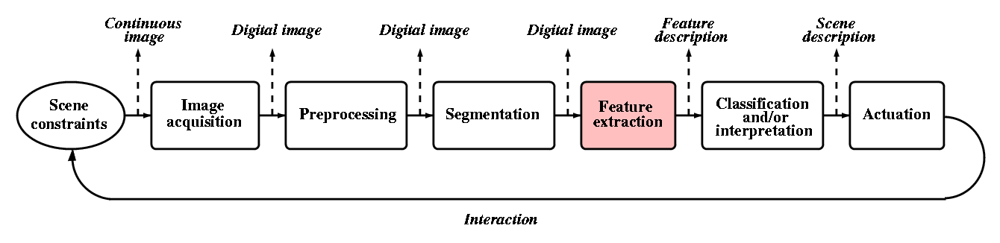 Continuous
image
Digital image
Digital image
Digital image
Feature
description
Scene
description
Scene
constraints
Image
acquisition
Preprocessing
Segmentation
Feature
extraction
Classification
and/or
interpretation
Actuation
Interaction